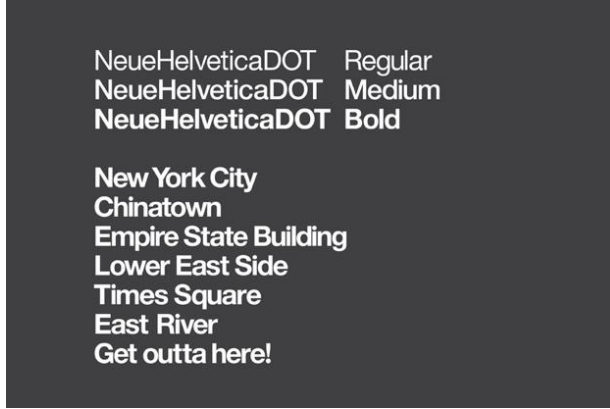 NeueHelveticaDOT Regular
NeueHelveticaDOT Medium
NeueHelveticaDOT Bold
New York City
Chinatown
Empire State Building
Lower East Side
Times Square
East River
Get outta here!